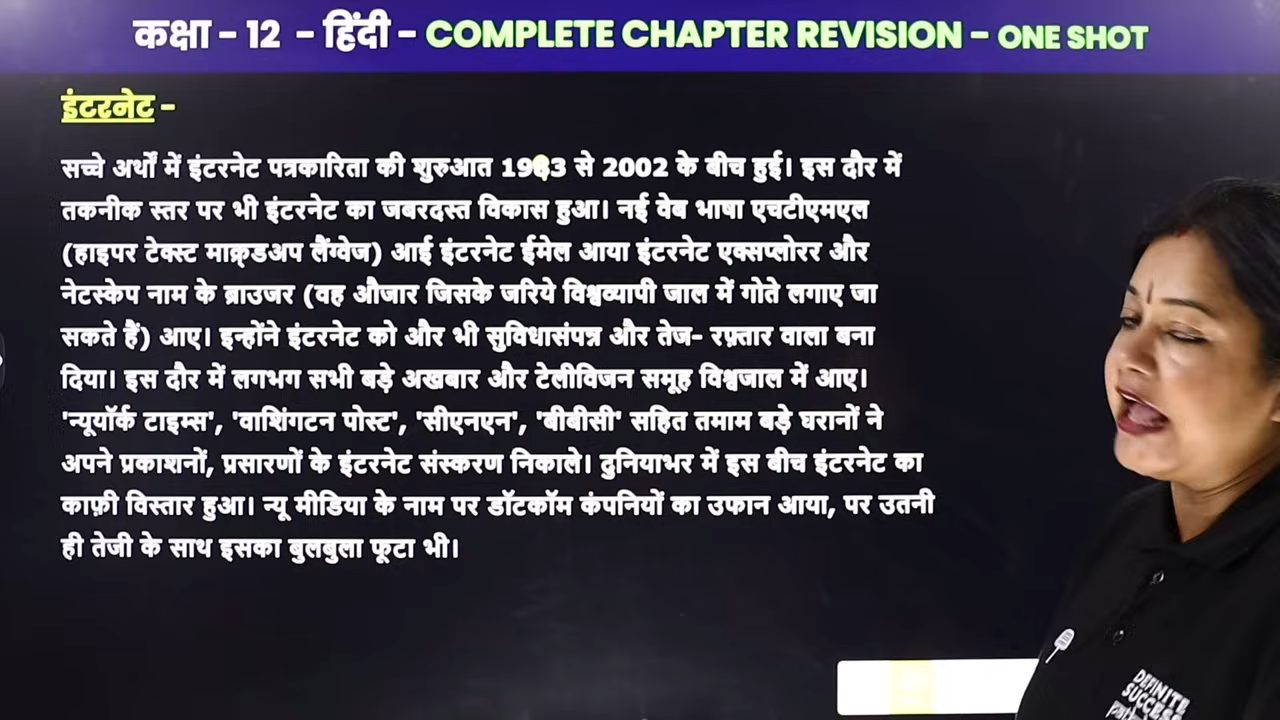 कक्षा - 12 - हिंदी - COMPLETE CHAPTER REVISION - ONE SHOT
इंटरनेट -
सच्चे अर्थों में इंटरनेट पत्रकारिता की शुरुआत 1983 से 2002 के बीच हुई। इस दौर में
तकनीक स्तर पर भी इंटरनेट का जबरदस्त विकास हुआ। नई वेब भाषा एचटीएमएल
(हाइपर टेक्स्ट माक्र्डअप लैंग्वेज) आई इंटरनेट ईमेल आया इंटरनेट एक्सप्लोरर और
नेटस्केप नाम के ब्राउजर (वह औजार जिसके जरिये विश्वव्यापी जाल में गोते लगाए जा
सकते हैं) आए। इन्होंने इंटरनेट को और भी सुविधासंपन्न और तेज- रफ़्तार वाला बना
दिया। इस दौर में लगभग सभी बड़े अखबार और टेलीविजन समूह विश्वजाल में आए।
'न्यूयॉर्क टाइम्स', 'वाशिंगटन पोस्ट', 'सीएनएन', 'बीबीसी' सहित तमाम बड़े घरानों ने
अपने प्रकाशनों, प्रसारणों के इंटरनेट संस्करण निकाले। दुनियाभर में इस बीच इंटरनेट का
काफ़ी विस्तार हुआ। न्यू मीडिया के नाम पर डॉटकॉम कंपनियों का उफान आया, पर उतनी
ही तेजी के साथ इसका बुलबुला फूटा भी।
DEFINITE
SUCCESS